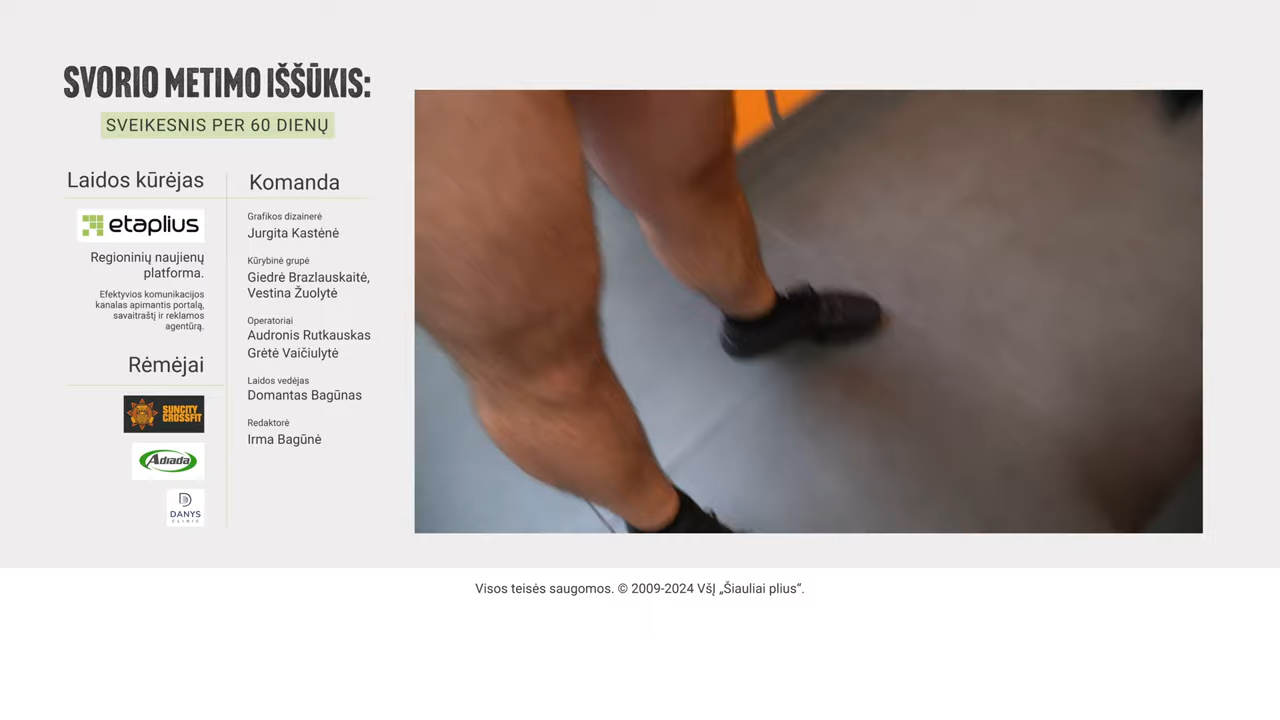 SVORIO METIMO IŠŠŪKIS:
SVEIKESNIS PER 60 DIENŲ
Laidos kūrėjas
etaplius
Regioninių naujienų
platforma.
Efektyvios komunikacijos
kanalas apimantis portalą,
savaitraštį ir reklamos
agentūrą.
Rėmėjai
SUNCITY
CROSSFIT
Adiada
DANYS
CLINIC
Komanda
Grafikos dizainerė
Jurgita Kastėnė
Kūrybinė grupė
Giedrė Brazlauskaitė,
Vestina Žuolytė
Operatoriai
Audronis Rutkauskas
Grėtė Vaičiulytė
Laidos vedėjas
Domantas Bagūnas
Redaktorė
Irma Bagūnė
Visos teisės saugomos. © 2009-2024 VšĮ „Šiauliai plius“.